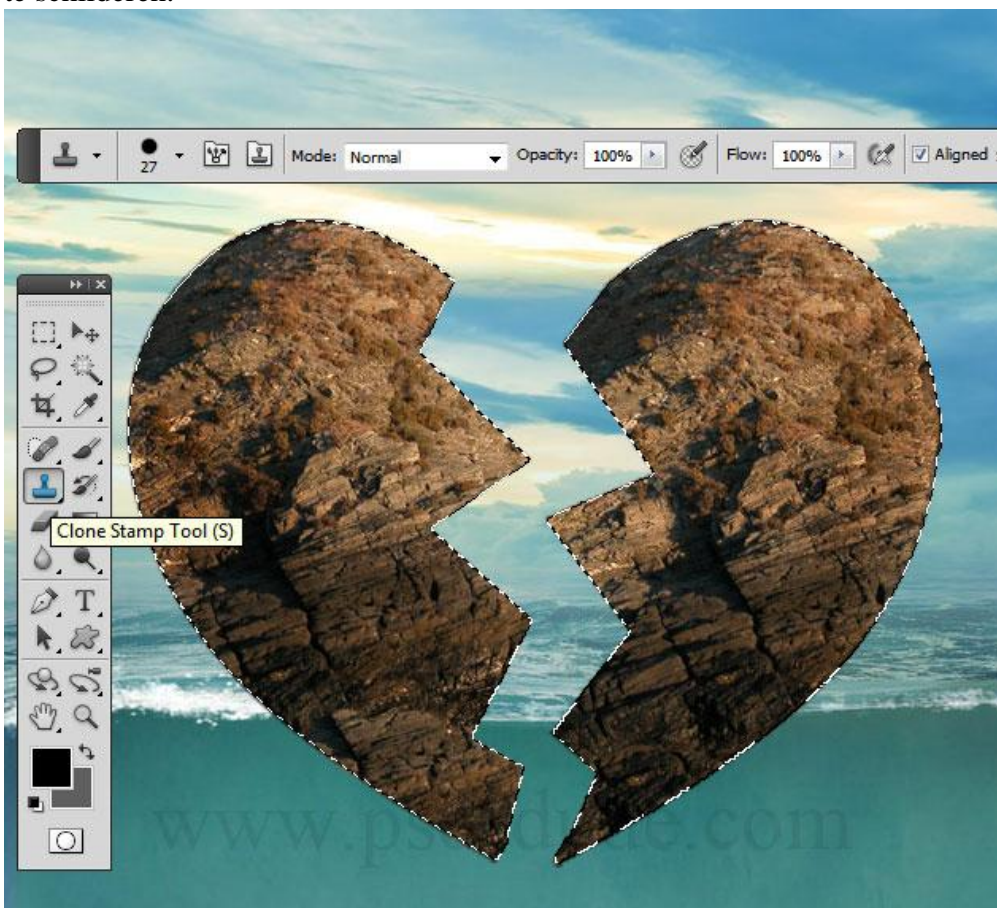 27
Mode: Normal
Opacity: 100%
Flow: 100%
Aligned
Clone Stamp Tool (S)
T